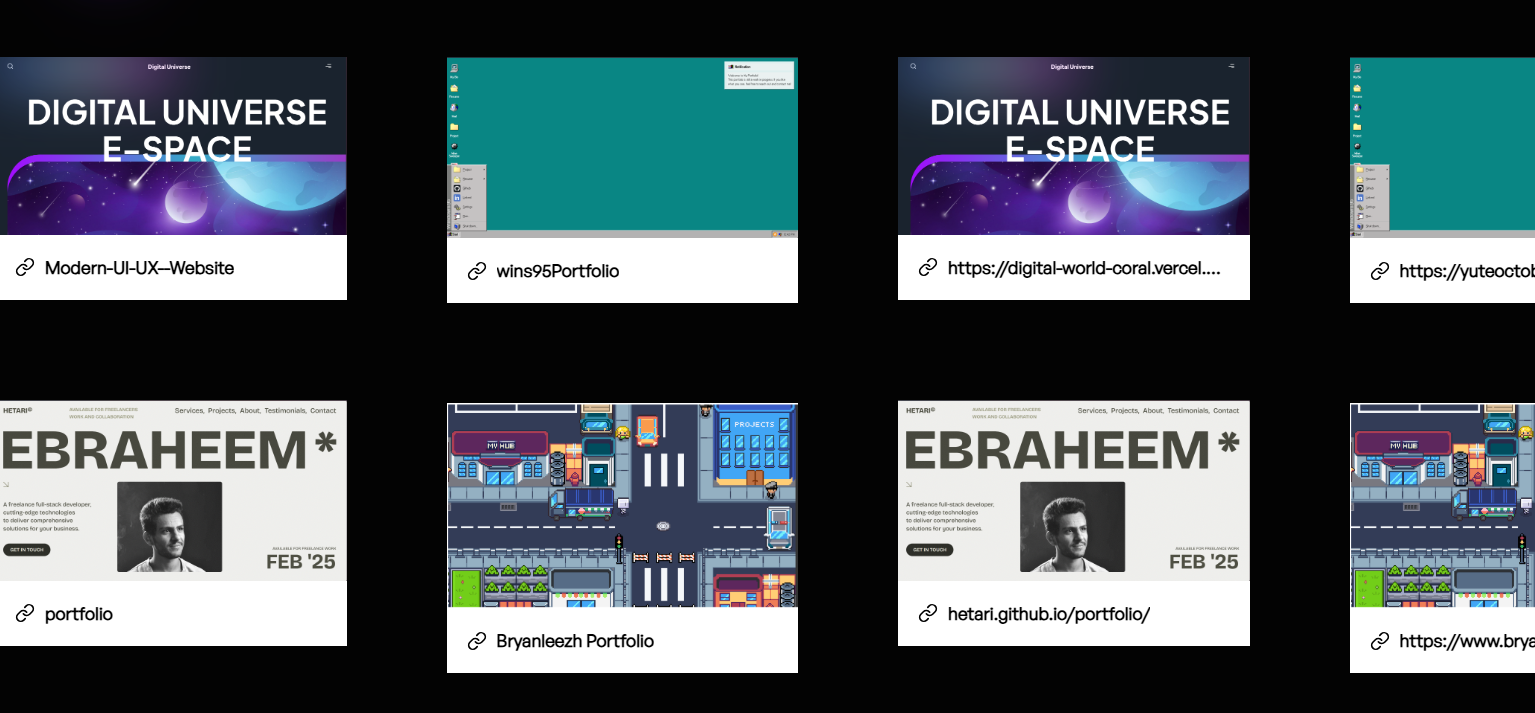 Digital Universe
DIGITAL UNIVERSE
E-SPACE
Modern-UI-UX--Website
Notification
wins95Portfolio
Digital Universe
DIGITAL UNIVERSE
E-SPACE
https://digital-world-coral.vercel....
https://yuteoctob
HETARI®
AVAILABLE FOR FREELANCERS
WORK AND COLLABORATION
Services, Projects, About, Testimonials, Contact
EBRAHEEM*
A freelance full-stack developer,
cutting-edge technologies
to deliver comprehensive
solutions for your business.
GET IN TOUCH
AVAILABLE FOR FREELANCE WORK
FEB '25
portfolio
MY HUB
PROJECTS
Bryanleezh Portfolio
HETARI®
AVAILABLE FOR FREELANCERS
WORK AND COLLABORATION
Services, Projects, About, Testimonials, Contact
EBRAHEEM*
A freelance full-stack developer,
cutting-edge technologies
to deliver comprehensive
solutions for your business.
GET IN TOUCH
AVAILABLE FOR FREELANCE WORK
FEB '25
hetari.github.io/portfolio/
MY HUB
https://www.brya